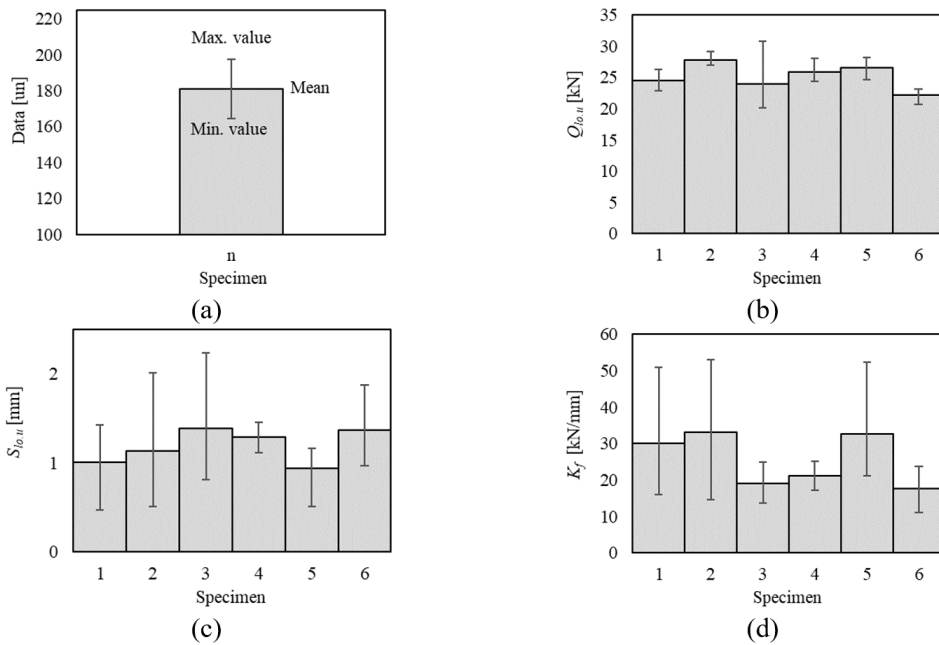 220
200
180
160
140
120
100
Data [un]
Max. value
Mean
Min. value
n
Specimen
(a)
35
30
25
20
15
10
5
0
Q_lo.u [kN]
1 2 3 4 5 6
Specimen
(b)
2
1
0
S_lo.u [mm]
1 2 3 4 5 6
Specimen
(c)
60
50
40
30
20
10
0
K_f [kN/mm]
1 2 3 4 5 6
Specimen
(d)